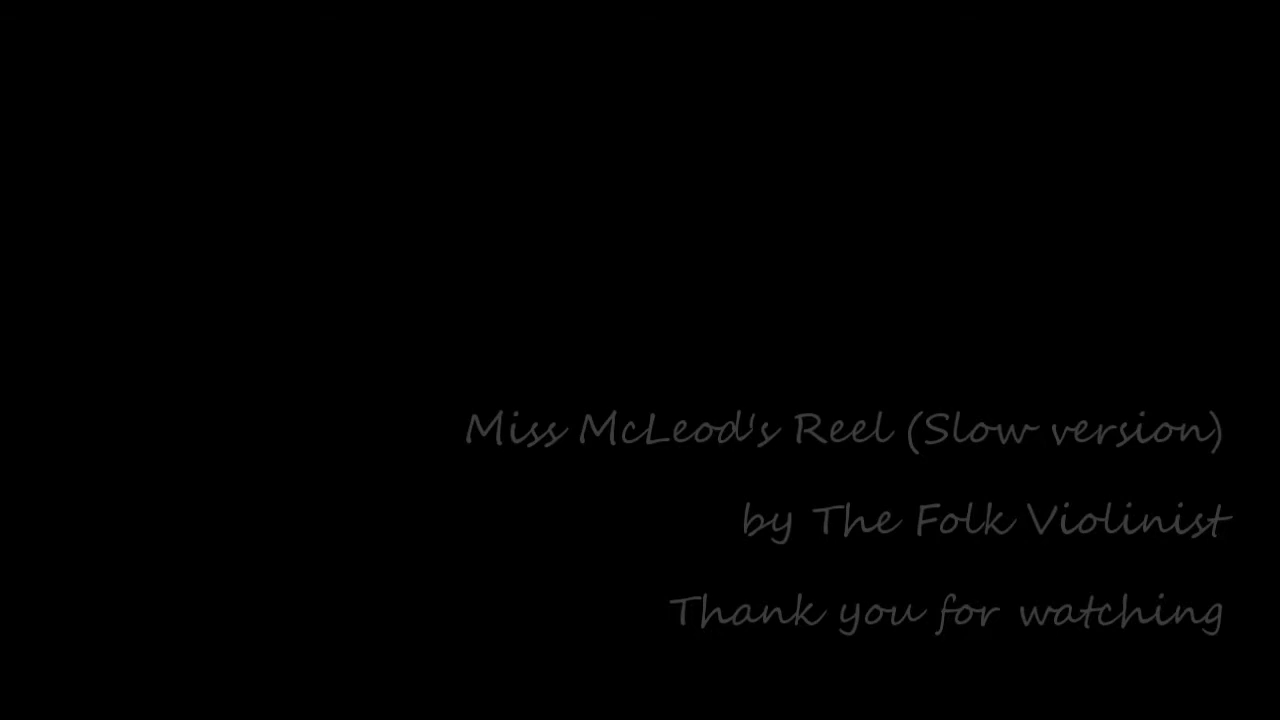 Miss McLeod's Reel (Slow version)
by The Folk Violinist
Thank you for watching